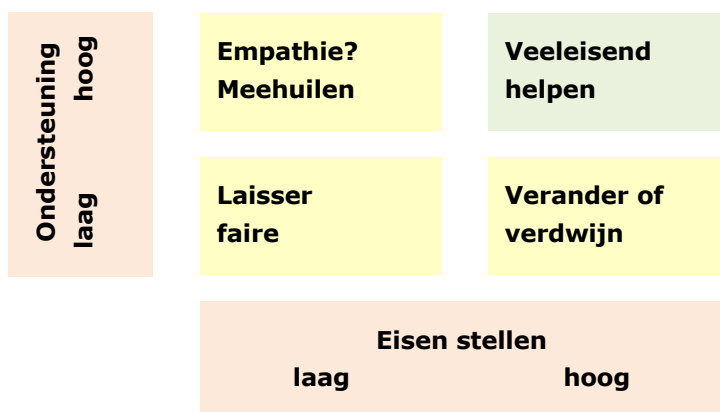 Ondersteuning
laag hoog
Empathie?
Meehuilen
Veeleisend
helpen
Laisser
faire
Verander of
verdwijn
Eisen stellen
laag hoog